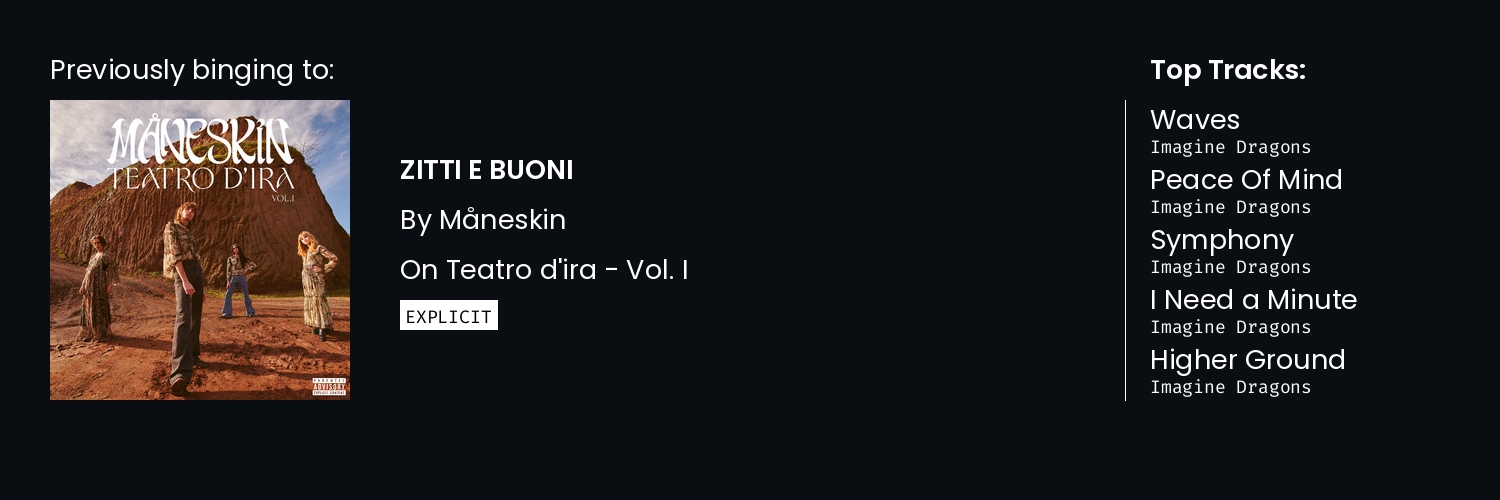 Previously binging to:
MÅNESKIN
TEATRO D'IRA
VOL.I
PARENTAL
ADVISORY
EXPLICIT CONTENT
ZITTI E BUONI
By Måneskin
On Teatro d'ira - Vol. I
EXPLICIT
Top Tracks:
Waves
Imagine Dragons
Peace Of Mind
Imagine Dragons
Symphony
Imagine Dragons
I Need a Minute
Imagine Dragons
Higher Ground
Imagine Dragons